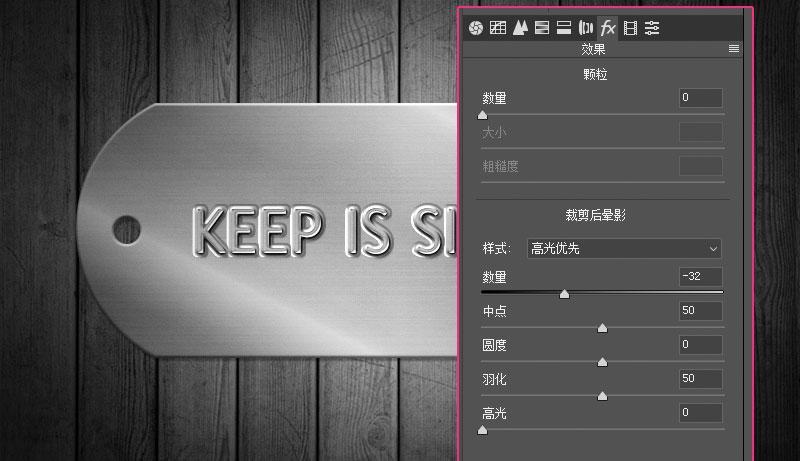 效果
颗粒
数量 0
大小
粗糙度
裁剪后晕影
样式: 高光优先
数量 -32
中点 50
圆度 0
羽化 50
高光 0
KEEP IS SI